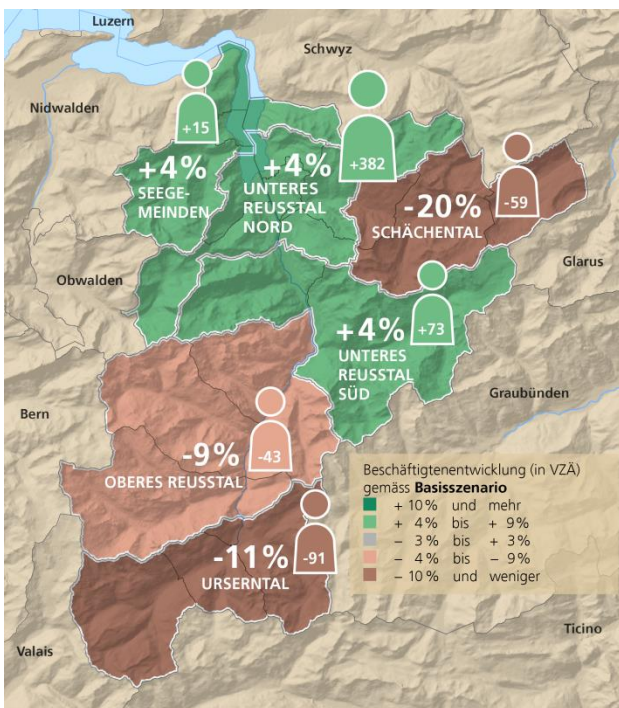 Luzern
Schwyz
Nidwalden
+15
+4%
SEEGE-
MEINDEN
+382
+4%
UNTERES
REUSSTAL
NORD
-59
-20%
SCHÄCHENTAL
Glarus
Obwalden
+73
+4%
UNTERES
REUSSTAL
SÜD
Graubünden
Bern
-43
-9%
OBERES REUSSTAL
-91
-11%
URSERNTAL
Beschäftigtenentwicklung (in VZÄ)
gemäss Basisszenario
+ 10 % und mehr
+ 4 % bis + 9 %
– 3 % bis + 3 %
– 4 % bis – 9 %
– 10 % und weniger
Ticino
Valais